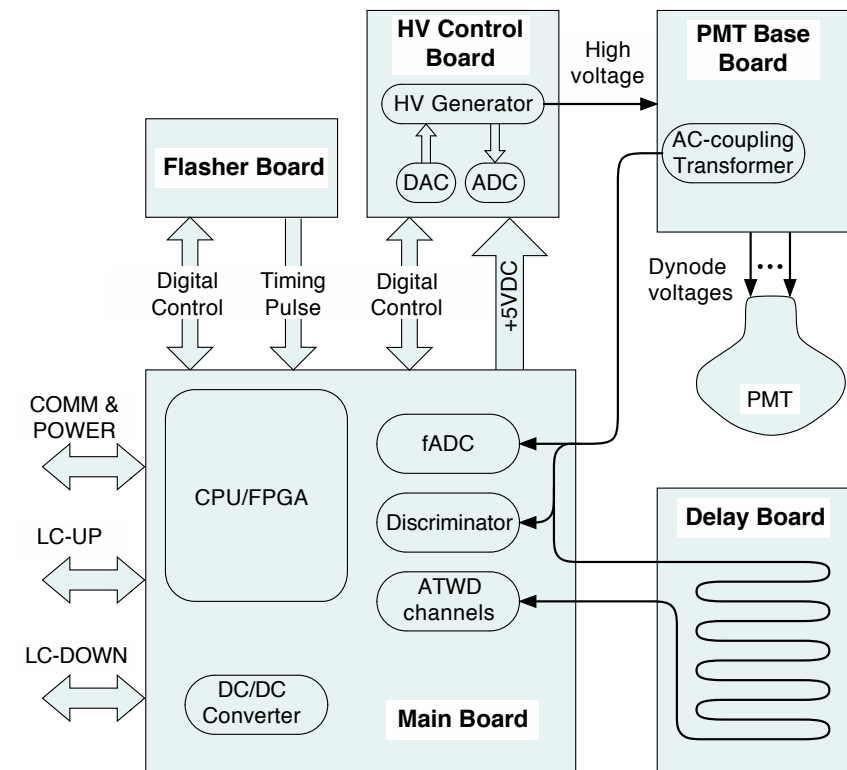 HV Control
Board
HV Generator
DAC
ADC
High
voltage
PMT Base
Board
AC-coupling
Transformer
Flasher Board
Digital
Control
Timing
Pulse
Digital
Control
+5VDC
Dynode
voltages
...
PMT
COMM &
POWER
LC-UP
LC-DOWN
CPU/FPGA
fADC
Discriminator
ATWD
channels
DC/DC
Converter
Main Board
Delay Board